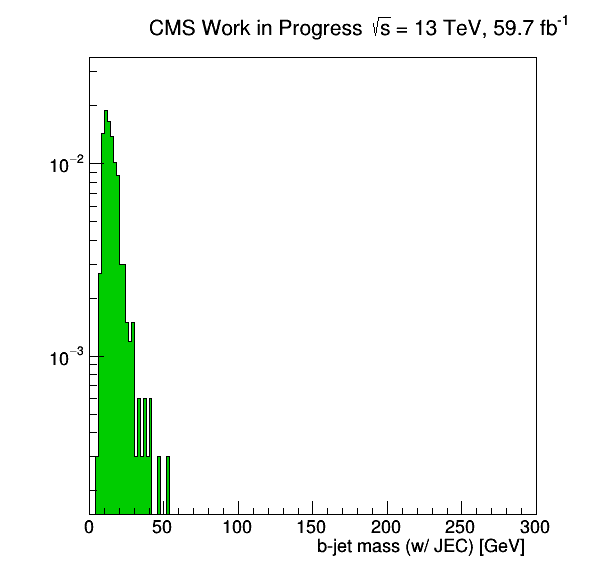 CMS Work in Progress √s = 13 TeV, 59.7 fb⁻¹
10⁻²
10⁻³
0 50 100 150 200 250 300
b-jet mass (w/ JEC) [GeV]